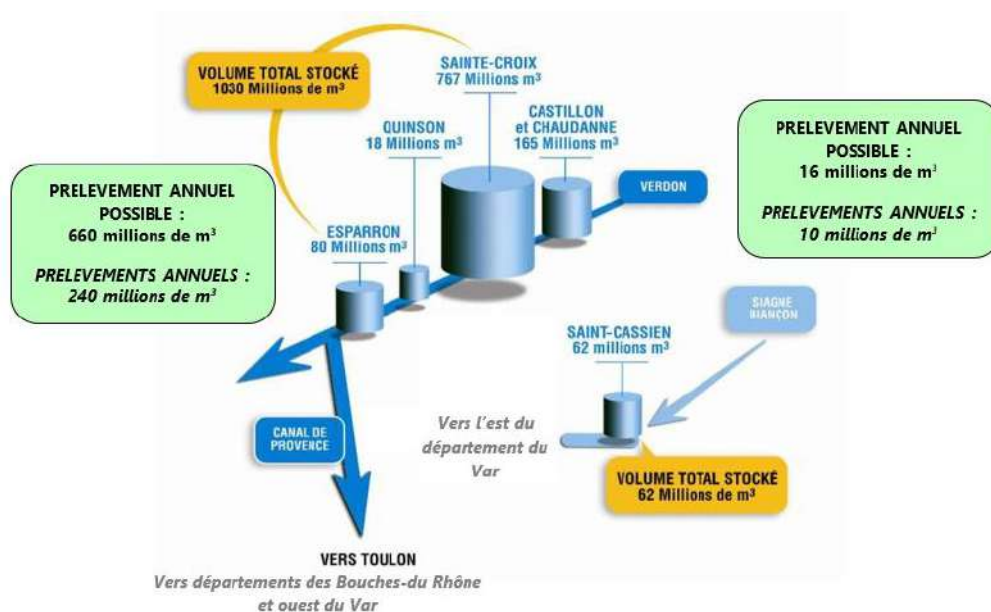 VOLUME TOTAL STOCKÉ
1030 Millions de m³
SAINTE-CROIX
767 Millions m³
QUINSON
18 Millions m³
CASTILLON
et CHAUDANNE
165 Millions m³
PRELEVEMENT ANNUEL
POSSIBLE :
16 millions de m³
PRELEVEMENTS ANNUELS :
10 millions de m³
VERDON
PRELEVEMENT ANNUEL
POSSIBLE :
660 millions de m³
PRELEVEMENTS ANNUELS :
240 millions de m³
ESPARRON
80 Millions m³
SIAGNE
BIANÇON
SAINT-CASSIEN
62 millions m³
CANAL DE
PROVENCE
Vers l'est du
département du
Var
VOLUME TOTAL STOCKÉ
62 Millions de m³
VERS TOULON
Vers départements des Bouches-du Rhône
et ouest du Var